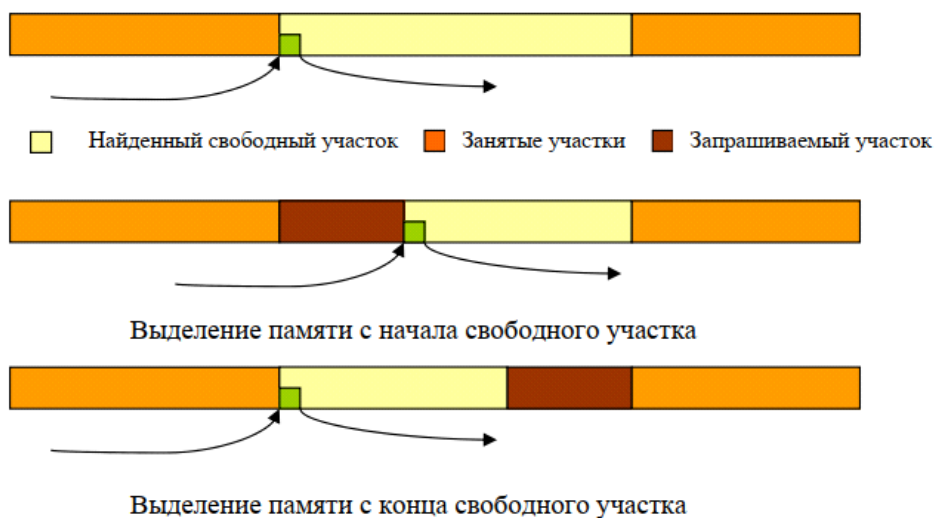 Найденный свободный участок Занятые участки Запрашиваемый участок
Выделение памяти с начала свободного участка
Выделение памяти с конца свободного участка